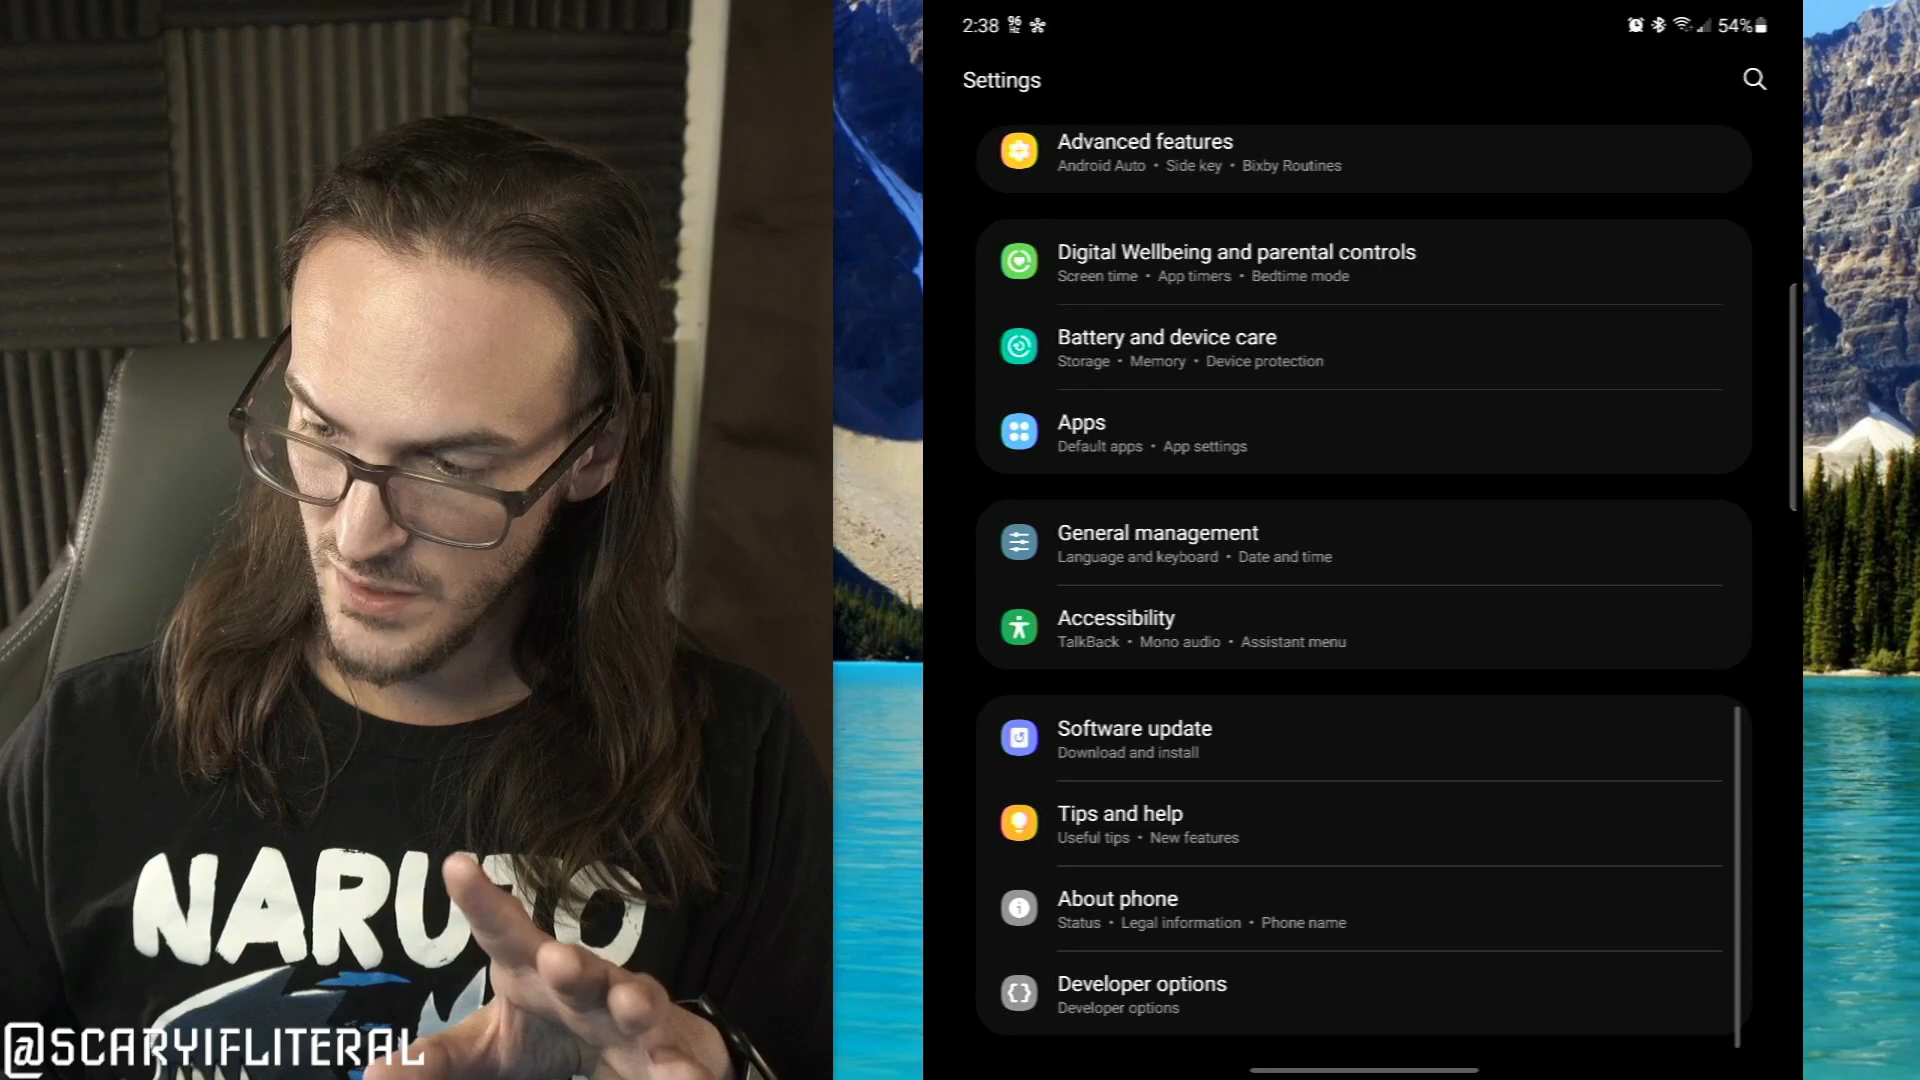 2:38 96 Hz 54%
Settings
Advanced features
Android Auto • Side key • Bixby Routines
Digital Wellbeing and parental controls
Screen time • App timers • Bedtime mode
Battery and device care
Storage • Memory • Device protection
Apps
Default apps • App settings
General management
Language and keyboard • Date and time
Accessibility
TalkBack • Mono audio • Assistant menu
Software update
Download and install
Tips and help
Useful tips • New features
About phone
Status • Legal information • Phone name
Developer options
Developer options
NARUTO
@SCARYIFLITERAL